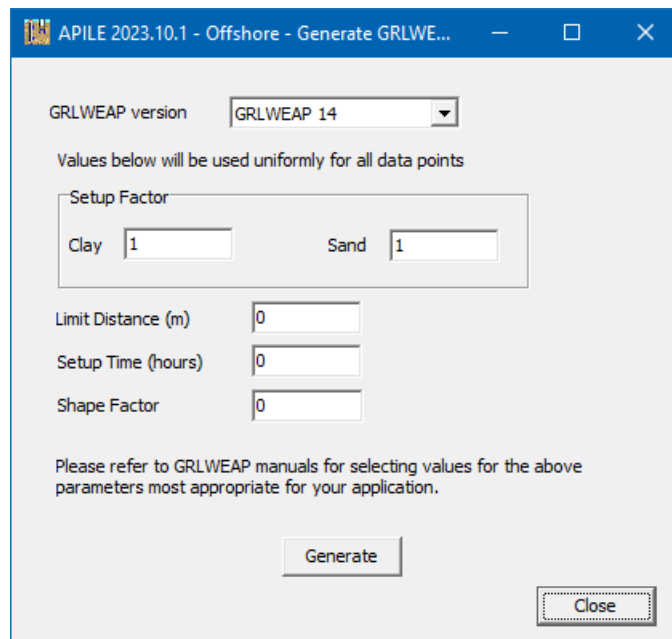 APILE 2023.10.1 - Offshore - Generate GRLWE...
GRLWEAP version GRLWEAP 14
Values below will be used uniformly for all data points
Setup Factor
Clay 1 Sand 1
Limit Distance (m) 0
Setup Time (hours) 0
Shape Factor 0
Please refer to GRLWEAP manuals for selecting values for the above
parameters most appropriate for your application.
Generate
Close